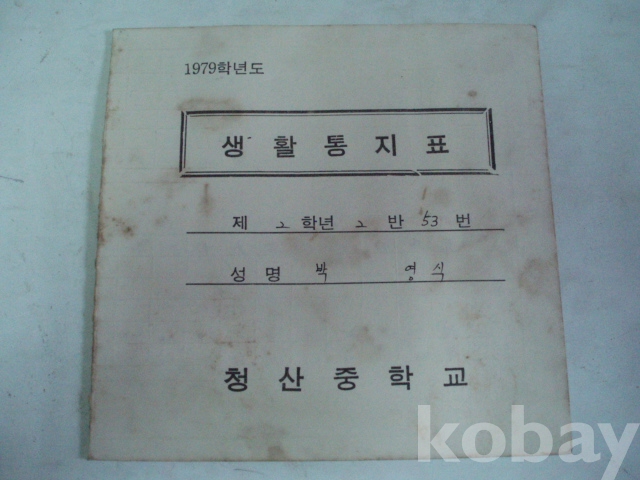 1979학년도
생활통지표
제 2 학년 2 반 53 번
성명 박 영식
청산중학교
kobay